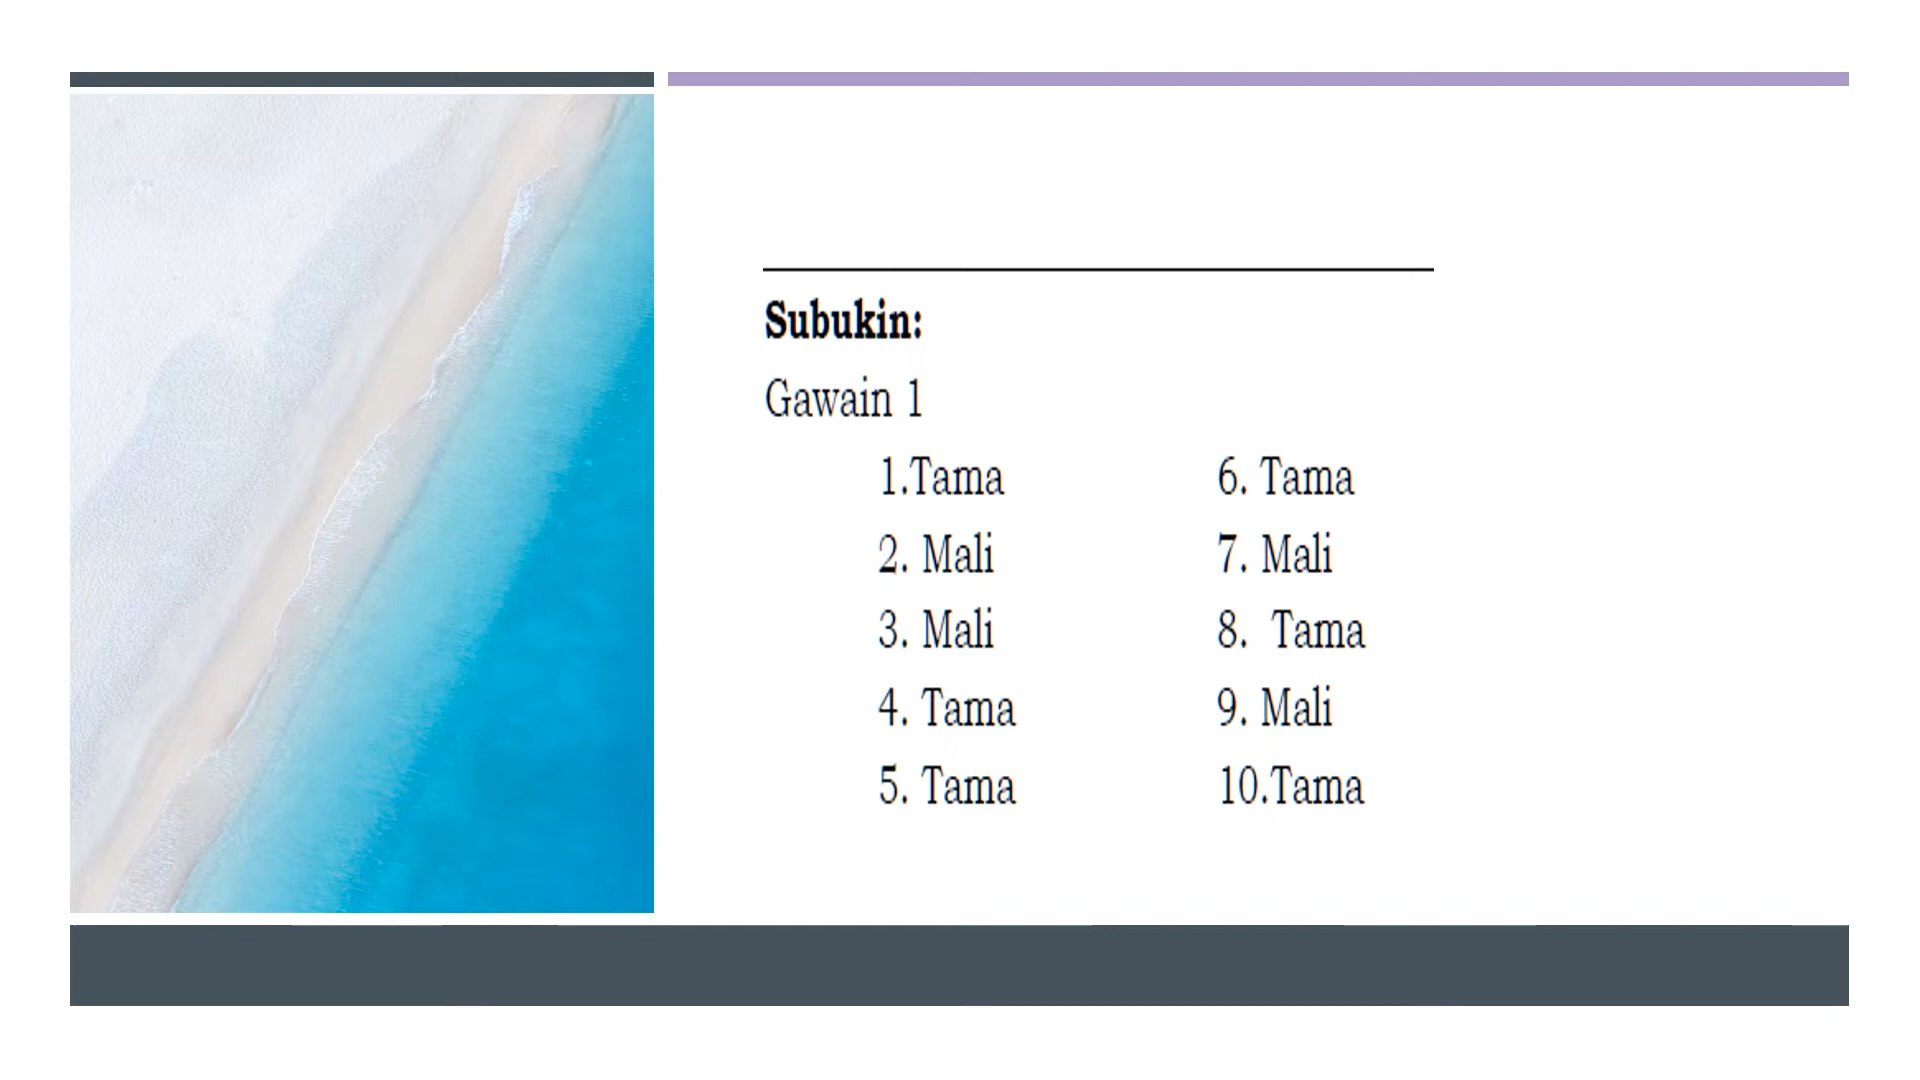 Subukin:
Gawain 1
1.Tama
2. Mali
3. Mali
4. Tama
5. Tama
6. Tama
7. Mali
8. Tama
9. Mali
10.Tama